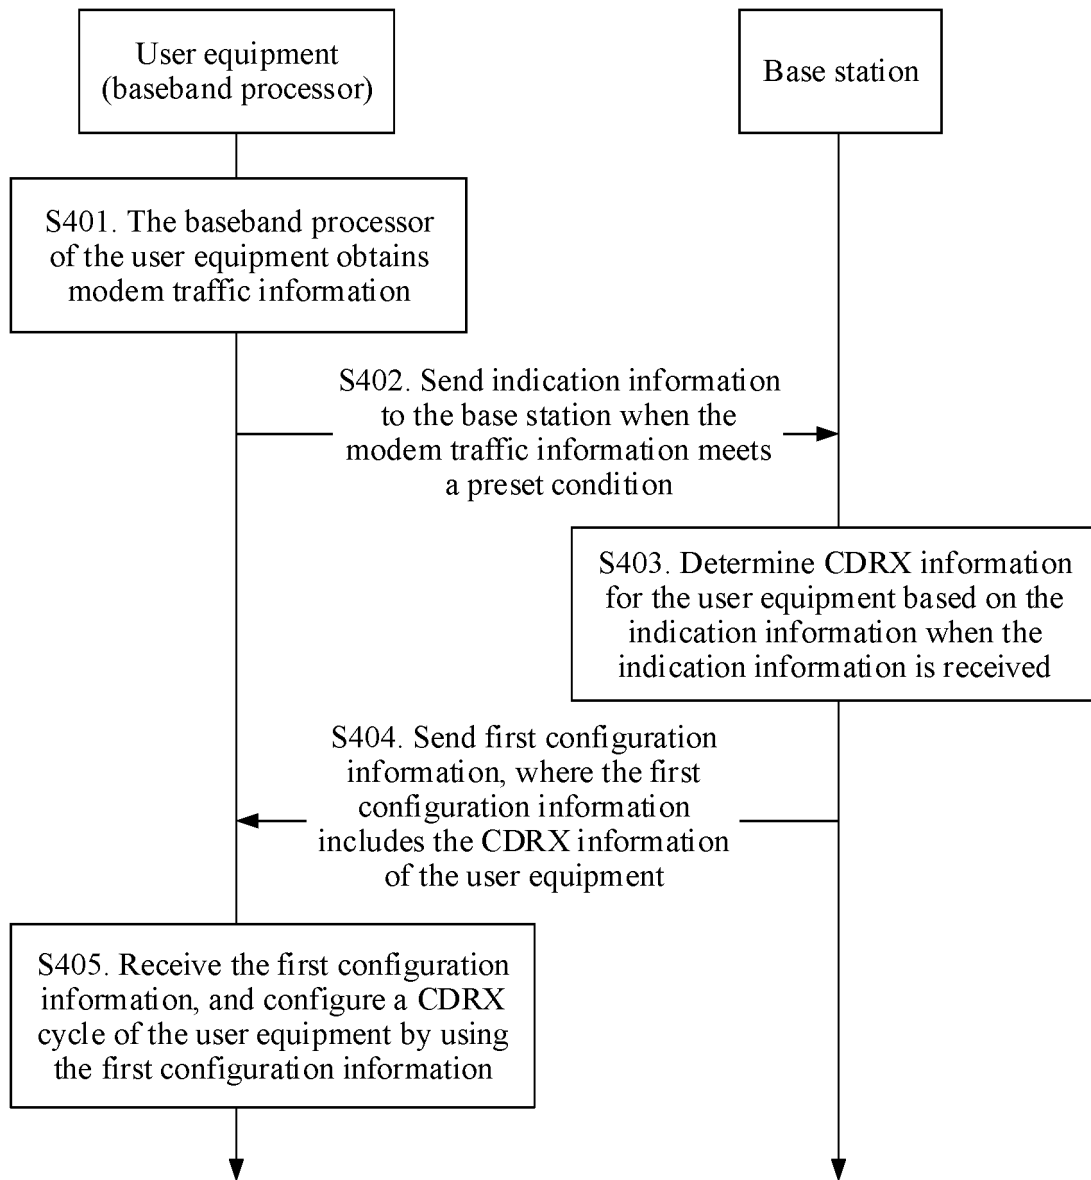 User equipment
(baseband processor)
Base station
S401. The baseband processor
of the user equipment obtains
modem traffic information
S402. Send indication information
to the base station when the
modem traffic information meets
a preset condition
S403. Determine CDRX information
for the user equipment based on the
indication information when the
indication information is received
S404. Send first configuration
information, where the first
configuration information
includes the CDRX information
of the user equipment
S405. Receive the first configuration
information, and configure a CDRX
cycle of the user equipment by using
the first configuration information